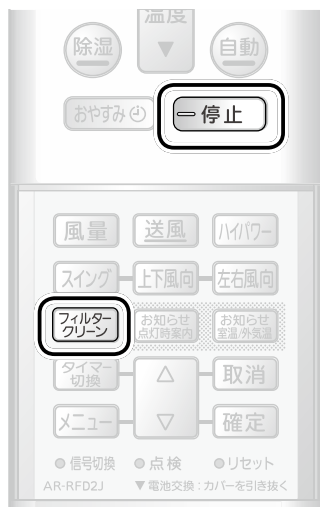 温度
除湿 ▼ 自動
おやすみ 停止
風量 送風 ハイパワー
スイング 上下風向 左右風向
フィルター お知らせ お知らせ
クリーン 点灯時案内 室温/外気温
タイマー
切換 △ 取消
メニュー ▽ 確定
信号切換 点検 リセット
AR-RFD2J ▼電池交換:カバーを引き抜く